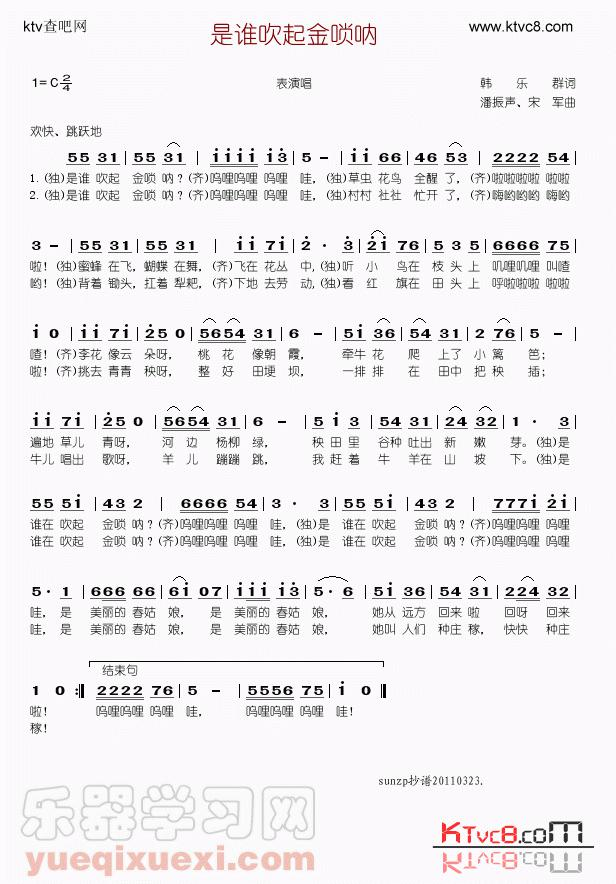 ktv查吧网
www.ktvc8.com
是谁吹起金唢呐
1=C 2/4
表演唱
韩乐群词
潘振声、宋军曲
欢快、跳跃地
55 31 | 55 31 | i i i i i 3 | 5 - | i i 66 | 46 53 | 2222 54 |
1.(独)是谁 吹起 金唢 呐?(齐)呜哩呜哩 呜哩 哇,(独)草虫 花鸟 全醒 了,(齐)啦啦啦啦 啦啦
2.(独)是谁 吹起 金唢 呐?(齐)呜哩呜哩 呜哩 哇,(独)村村 社社 忙开 了,(齐)嗨哟哟哟 嗨哟
3 - | 55 31 | 55 31 | i i 7i | 2 - | 2i 76 | 55 53 | 6666 75 |
啦!(独)蜜蜂 在飞,蝴蝶 在舞,(齐)飞在 花丛 中,(独)听 小 鸟在 枝头 上 叽哩叽哩 叫喳
哟!(独)背着 锄头,扛着 犁耙,(齐)下地 去劳 动,(独)看 红 旗在 田头 上 呼啦啦啦 啦啦
i 0 | i i 7i | 25 0 | 5654 31 | 6 - | 5i 36 | 54 31 | 2 76 | 5 - |
喳!(齐)李花 像云 朵呀, 桃 花 像朝 霞, 牵牛 花 爬 上了 小 篱 笆;
啦!(齐)挑去 青青 秧呀, 整 好 田埂 坝, 一排 排 在 田中 把 秧 插;
i i 7i | 25 0 | 5654 31 | 6 - | 5 i 3 | 65 43 | 2 32 | 1 · 3 |
遍地 草儿 青呀, 河 边 杨柳 绿, 秧 田里 谷种 吐出 新 嫩 芽。(独)是
牛儿 唱出 歌呀, 羊 儿 蹦蹦 跳, 我 赶着 牛 羊在 山 坡 下。(独)是
55 5i | 43 2 | 6666 54 | 3 · 3 | 55 5i | 43 2 | 777i 2i |
谁在 吹起 金唢 呐?(齐)呜哩呜哩 呜哩 哇,(独)是 谁在 吹起 金唢 呐?(齐)呜哩呜哩 呜哩
谁在 吹起 金唢 呐?(齐)呜哩呜哩 呜哩 哇,(独)是 谁在 吹起 金唢 呐?(齐)呜哩呜哩 呜哩
5 · 1 | 666 86 | 6i 07 | i i i i 3 | 5 · 6 | 5i 36 | 54 31 | 224 32 |
哇, 是 美丽的 春姑 娘, 是 美丽的 春姑 娘, 她从 远方 回来 啦 回呀 回来
哇, 是 美丽的 春姑 娘, 是 美丽的 春姑 娘, 她叫 人们 种庄 稼, 快快 种庄
结束句
1 0 :‖ 2222 76 | 5 - | 5556 75 | i 0 ‖
啦! 呜哩呜哩 呜哩 哇, 呜哩呜哩 呜哩 哇!
稼!
sunzp抄谱20110323.
乐器学习网
yueqixuexi.com
KTvc8.com